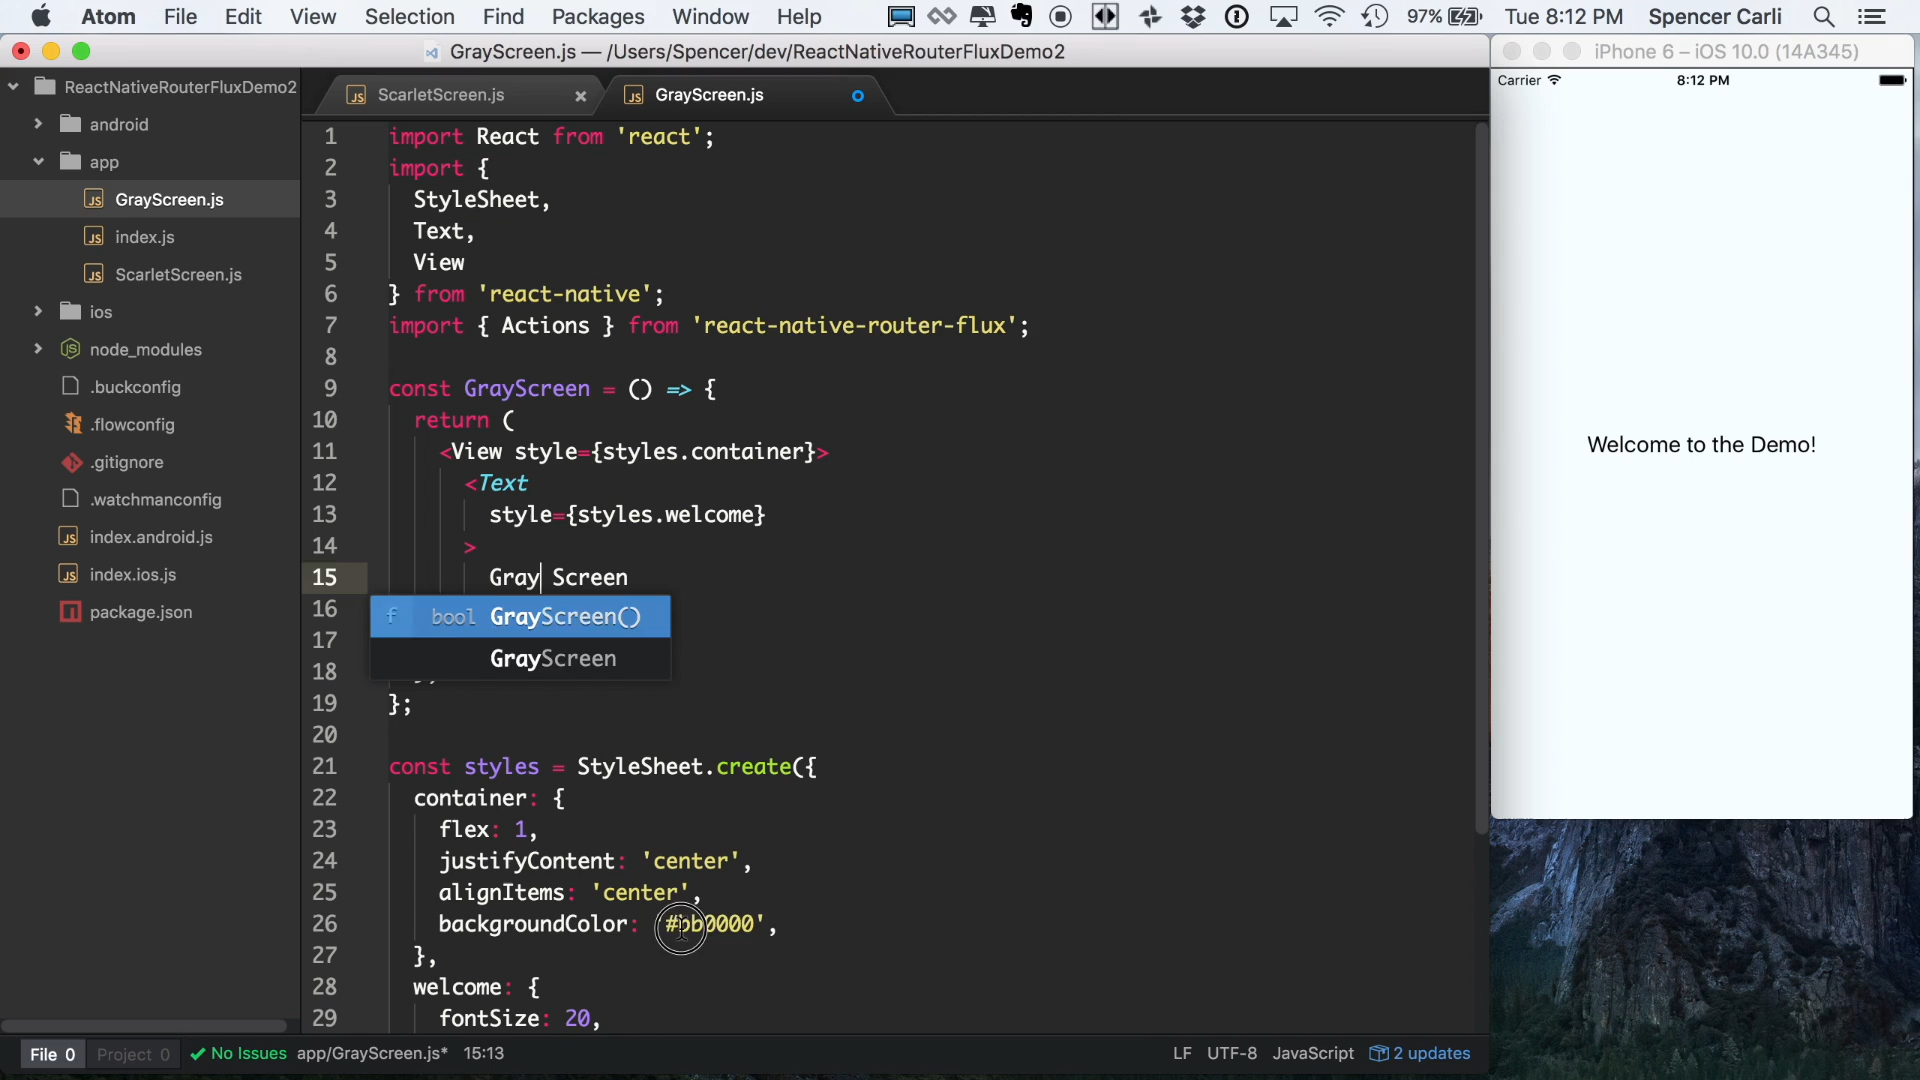 Atom File Edit View Selection Find Packages Window Help 97% Tue 8:12 PM Spencer Carli
GrayScreen.js — /Users/Spencer/dev/ReactNativeRouterFluxDemo2
iPhone 6 – iOS 10.0 (14A345)
ReactNativeRouterFluxDemo2
android
app
GrayScreen.js
index.js
ScarletScreen.js
ios
node_modules
.buckconfig
.flowconfig
.gitignore
.watchmanconfig
index.android.js
index.ios.js
package.json
ScarletScreen.js
GrayScreen.js
1 import React from 'react';
2 import {
3 StyleSheet,
4 Text,
5 View
6 } from 'react-native';
7 import { Actions } from 'react-native-router-flux';
8
9 const GrayScreen = () => {
10 return (
11 <View style={styles.container}>
12 <Text
13 style={styles.welcome}
14 >
15 Gray Screen
16
17
18
19 };
20
21 const styles = StyleSheet.create({
22 container: {
23 flex: 1,
24 justifyContent: 'center',
25 alignItems: 'center',
26 backgroundColor: '#bb0000',
27 },
28 welcome: {
29 fontSize: 20,
f bool GrayScreen()
GrayScreen
Carrier 8:12 PM
Welcome to the Demo!
File 0 Project 0 No Issues app/GrayScreen.js* 15:13 LF UTF-8 JavaScript 2 updates